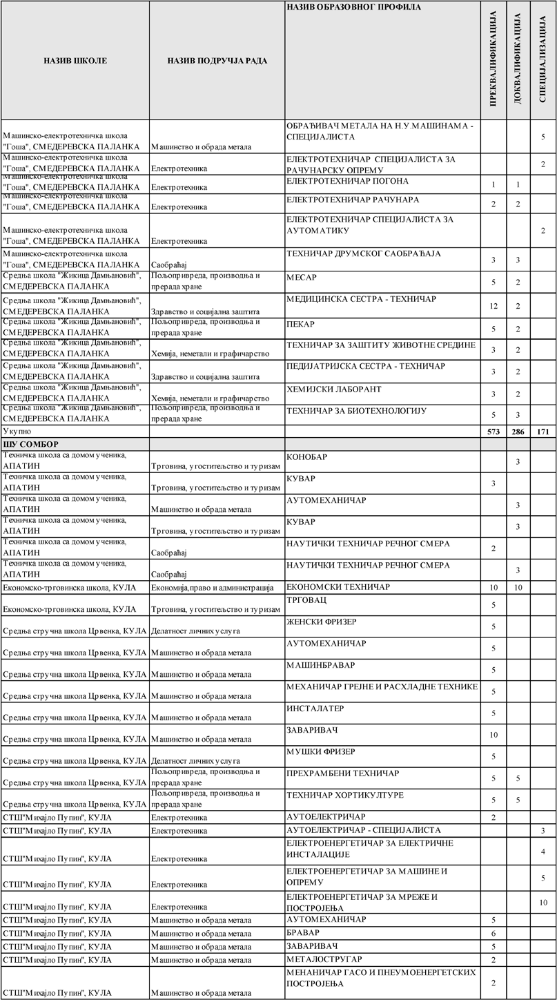 НАЗИВ ШКОЛЕ
НАЗИВ ПОДРУЧЈА РАДА
НАЗИВ ОБРАЗОВНОГ ПРОФИЛА
ПРЕКВАЛИФИКАЦИЈА
ДОКВАЛИФИКАЦИЈА
СПЕЦИЈАЛИЗАЦИЈА
Машинско-електротехничка школа
"Гоша", СМЕДЕРЕВСКА ПАЛАНКА
Машинство и обрада метала
ОБРАЂИВАЧ МЕТАЛА НА Н.У.МАШИНАМА -
СПЕЦИЈАЛИСТА
5
Машинско-електротехничка школа
"Гоша", СМЕДЕРЕВСКА ПАЛАНКА
Електротехника
ЕЛЕКТРОТЕХНИЧАР СПЕЦИЈАЛИСТА ЗА
РАЧУНАРСКУ ОПРЕМУ
2
Машинско-електротехничка школа
"Гоша", СМЕДЕРЕВСКА ПАЛАНКА
Електротехника
ЕЛЕКТРОТЕХНИЧАР ПОГОНА
1 1
Машинско-електротехничка школа
"Гоша", СМЕДЕРЕВСКА ПАЛАНКА
Електротехника
ЕЛЕКТРОТЕХНИЧАР РАЧУНАРА
2 2
Машинско-електротехничка школа
"Гоша", СМЕДЕРЕВСКА ПАЛАНКА
Електротехника
ЕЛЕКТРОТЕХНИЧАР СПЕЦИЈАЛИСТА ЗА
АУТОМАТИКУ
2
Машинско-електротехничка школа
"Гоша", СМЕДЕРЕВСКА ПАЛАНКА
Саобраћај
ТЕХНИЧАР ДРУМСКОГ САОБРАЋАЈА
3 3
Средња школа "Жикица Дамњановић",
СМЕДЕРЕВСКА ПАЛАНКА
Пољопривреда, производња и
прерада хране
МЕСАР
5 2
Средња школа "Жикица Дамњановић",
СМЕДЕРЕВСКА ПАЛАНКА
Здравство и социјална заштита
МЕДИЦИНСКА СЕСТРА - ТЕХНИЧАР
12 2
Средња школа "Жикица Дамњановић",
СМЕДЕРЕВСКА ПАЛАНКА
Пољопривреда, производња и
прерада хране
ПЕКАР
5 2
Средња школа "Жикица Дамњановић",
СМЕДЕРЕВСКА ПАЛАНКА
Хемија, неметали и графичарство
ТЕХНИЧАР ЗА ЗАШТИТУ ЖИВОТНЕ СРЕДИНЕ
3 2
Средња школа "Жикица Дамњановић",
СМЕДЕРЕВСКА ПАЛАНКА
Здравство и социјална заштита
ПЕДИЈАТРИЈСКА СЕСТРА - ТЕХНИЧАР
3 2
Средња школа "Жикица Дамњановић",
СМЕДЕРЕВСКА ПАЛАНКА
Хемија, неметали и графичарство
ХЕМИЈСКИ ЛАБОРАНТ
3 2
Средња школа "Жикица Дамњановић",
СМЕДЕРЕВСКА ПАЛАНКА
Пољопривреда, производња и
прерада хране
ТЕХНИЧАР ЗА БИОТЕХНОЛОГИЈУ
5 3
Укупно 573 286 171
ШУ СОМБОР
Техничка школа са домом ученика,
АПАТИН
Трговина, угоститељство и туризам
КОНОБАР
3
Техничка школа са домом ученика,
АПАТИН
Трговина, угоститељство и туризам
КУВАР
3
Техничка школа са домом ученика,
АПАТИН
Машинство и обрада метала
АУТОМЕХАНИЧАР
3
Техничка школа са домом ученика,
АПАТИН
Трговина, угоститељство и туризам
КУВАР
3
Техничка школа са домом ученика,
АПАТИН
Саобраћај
НАУТИЧКИ ТЕХНИЧАР РЕЧНОГ СМЕРА
2
Техничка школа са домом ученика,
АПАТИН
Саобраћај
НАУТИЧКИ ТЕХНИЧАР РЕЧНОГ СМЕРА
3
Економско-трговинска школа, КУЛА Економија,право и администрација ЕКОНОМСКИ ТЕХНИЧАР 10 10
Економско-трговинска школа, КУЛА Трговина, угоститељство и туризам ТРГОВАЦ 5
Средња стручна школа Црвенка, КУЛА Делатност личних услуга ЖЕНСКИ ФРИЗЕР 5
Средња стручна школа Црвенка, КУЛА Машинство и обрада метала АУТОМЕХАНИЧАР 5
Средња стручна школа Црвенка, КУЛА Машинство и обрада метала МАШИНБРАВАР 5
Средња стручна школа Црвенка, КУЛА Машинство и обрада метала МЕХАНИЧАР ГРЕЈНЕ И РАСХЛАДНЕ ТЕХНИКЕ 5
Средња стручна школа Црвенка, КУЛА Машинство и обрада метала ИНСТАЛАТЕР 5
Средња стручна школа Црвенка, КУЛА Машинство и обрада метала ЗАВАРИВАЧ 10
Средња стручна школа Црвенка, КУЛА Делатност личних услуга МУШКИ ФРИЗЕР 5
Средња стручна школа Црвенка, КУЛА
Пољопривреда, производња и
прерада хране
ПРЕХРАМБЕНИ ТЕХНИЧАР
5 5
Средња стручна школа Црвенка, КУЛА
Пољопривреда, производња и
прерада хране
ТЕХНИЧАР ХОРТИКУЛТУРЕ
5 5
СТШ"Михајло Пупин", КУЛА Електротехника АУТОЕЛЕКТРИЧАР 2
СТШ"Михајло Пупин", КУЛА Електротехника АУТОЕЛЕКТРИЧАР - СПЕЦИЈАЛИСТА 3
СТШ"Михајло Пупин", КУЛА Електротехника
ЕЛЕКТРОЕНЕРГЕТИЧАР ЗА ЕЛЕКТРИЧНЕ
ИНСТАЛАЦИЈЕ
4
СТШ"Михајло Пупин", КУЛА Електротехника
ЕЛЕКТРОЕНЕРГЕТИЧАР ЗА МАШИНЕ И
ОПРЕМУ
5
СТШ"Михајло Пупин", КУЛА Електротехника
ЕЛЕКТРОЕНЕРГЕТИЧАР ЗА МРЕЖЕ И
ПОСТРОЈЕЊА
10
СТШ"Михајло Пупин", КУЛА Машинство и обрада метала АУТОМЕХАНИЧАР 5
СТШ"Михајло Пупин", КУЛА Машинство и обрада метала БРАВАР 6
СТШ"Михајло Пупин", КУЛА Машинство и обрада метала ЗАВАРИВАЧ 5
СТШ"Михајло Пупин", КУЛА Машинство и обрада метала МЕТАЛОСТРУГАР 2
СТШ"Михајло Пупин", КУЛА Машинство и обрада метала
МЕНАНИЧАР ГАСО И ПНЕУМОЕНЕРГЕТСКИХ
ПОСТРОЈЕЊА
2